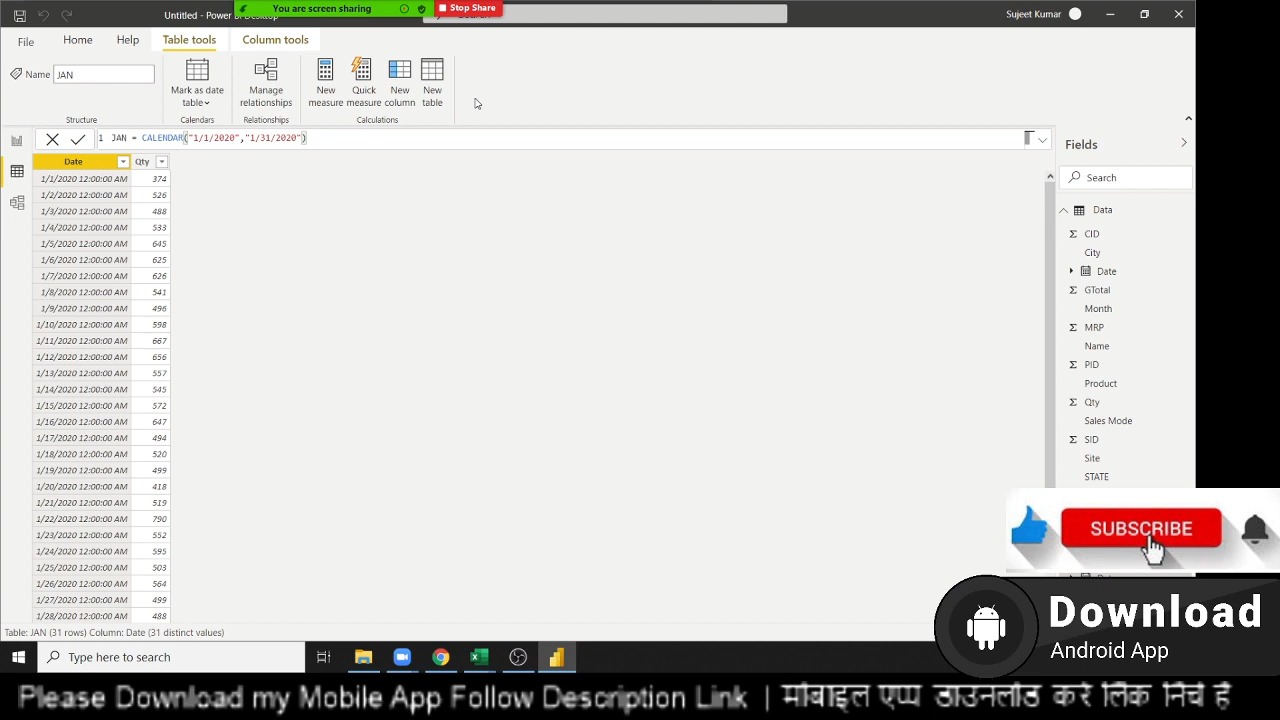 Untitled - Power BI Desktop
You are screen sharing
Stop Share
Search
Sujeet Kumar
File
Home
Help
Table tools
Column tools
Name
JAN
Mark as date table
Manage relationships
New measure
Quick measure
New column
New table
Structure
Calendars
Relationships
Calculations
1 JAN = CALENDAR("1/1/2020","1/31/2020")
Date Qty
1/1/2020 12:00:00 AM 374
1/2/2020 12:00:00 AM 526
1/3/2020 12:00:00 AM 488
1/4/2020 12:00:00 AM 533
1/5/2020 12:00:00 AM 645
1/6/2020 12:00:00 AM 625
1/7/2020 12:00:00 AM 626
1/8/2020 12:00:00 AM 541
1/9/2020 12:00:00 AM 496
1/10/2020 12:00:00 AM 598
1/11/2020 12:00:00 AM 667
1/12/2020 12:00:00 AM 656
1/13/2020 12:00:00 AM 557
1/14/2020 12:00:00 AM 545
1/15/2020 12:00:00 AM 572
1/16/2020 12:00:00 AM 647
1/17/2020 12:00:00 AM 494
1/18/2020 12:00:00 AM 520
1/19/2020 12:00:00 AM 499
1/20/2020 12:00:00 AM 418
1/21/2020 12:00:00 AM 519
1/22/2020 12:00:00 AM 790
1/23/2020 12:00:00 AM 552
1/24/2020 12:00:00 AM 595
1/25/2020 12:00:00 AM 503
1/26/2020 12:00:00 AM 564
1/27/2020 12:00:00 AM 499
1/28/2020 12:00:00 AM 488
Table: JAN (31 rows) Column: Date (31 distinct values)
Fields
Search
Data
CID
City
Date
GTotal
Month
MRP
Name
PID
Product
Qty
Sales Mode
SID
Site
STATE
SUBSCRIBE
Download
Android App
Type here to search
Please Download my Mobile App Follow Description Link | मोबाइल एप्प डाउनलोड करे लिंक निचे है